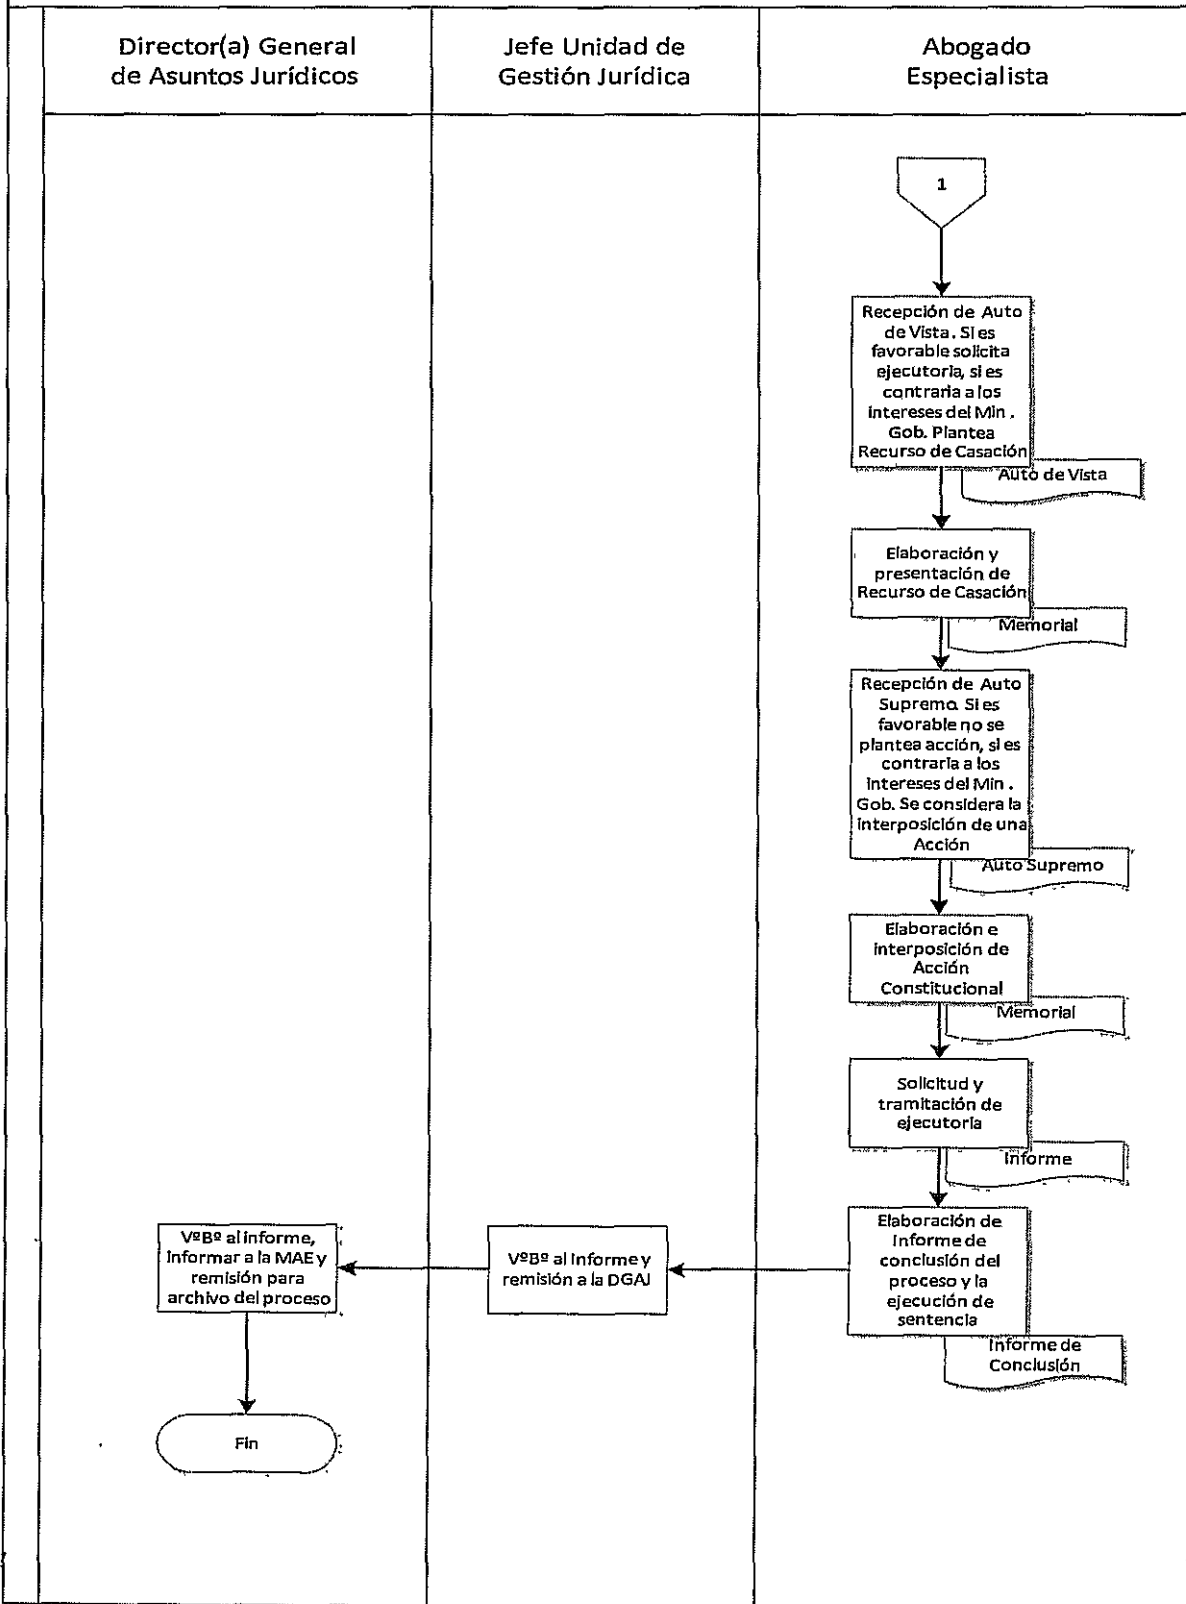 Director(a) General
de Asuntos Jurídicos
Jefe Unidad de
Gestión Jurídica
Abogado
Especialista
1
Recepción de Auto
de Vista. Si es
favorable solicita
ejecutoria, si es
contraria a los
intereses del Min.
Gob. Plantea
Recurso de Casación
Auto de Vista
Elaboración y
presentación de
Recurso de Casación
Memorial
Recepción de Auto
Supremo. Si es
favorable no se
plantea acción, si es
contraria a los
intereses del Min.
Gob. Se considera la
interposición de una
Acción
Auto Supremo
Elaboración e
interposición de
Acción
Constitucional
Memorial
Solicitud y
tramitación de
ejecutoria
Informe
Elaboración de
Informe de
conclusión del
proceso y la
ejecución de
sentencia
Informe de
Conclusión
VºBº al Informe y
remisión a la DGAJ
VºBº al informe,
informar a la MAE y
remisión para
archivo del proceso
Fin